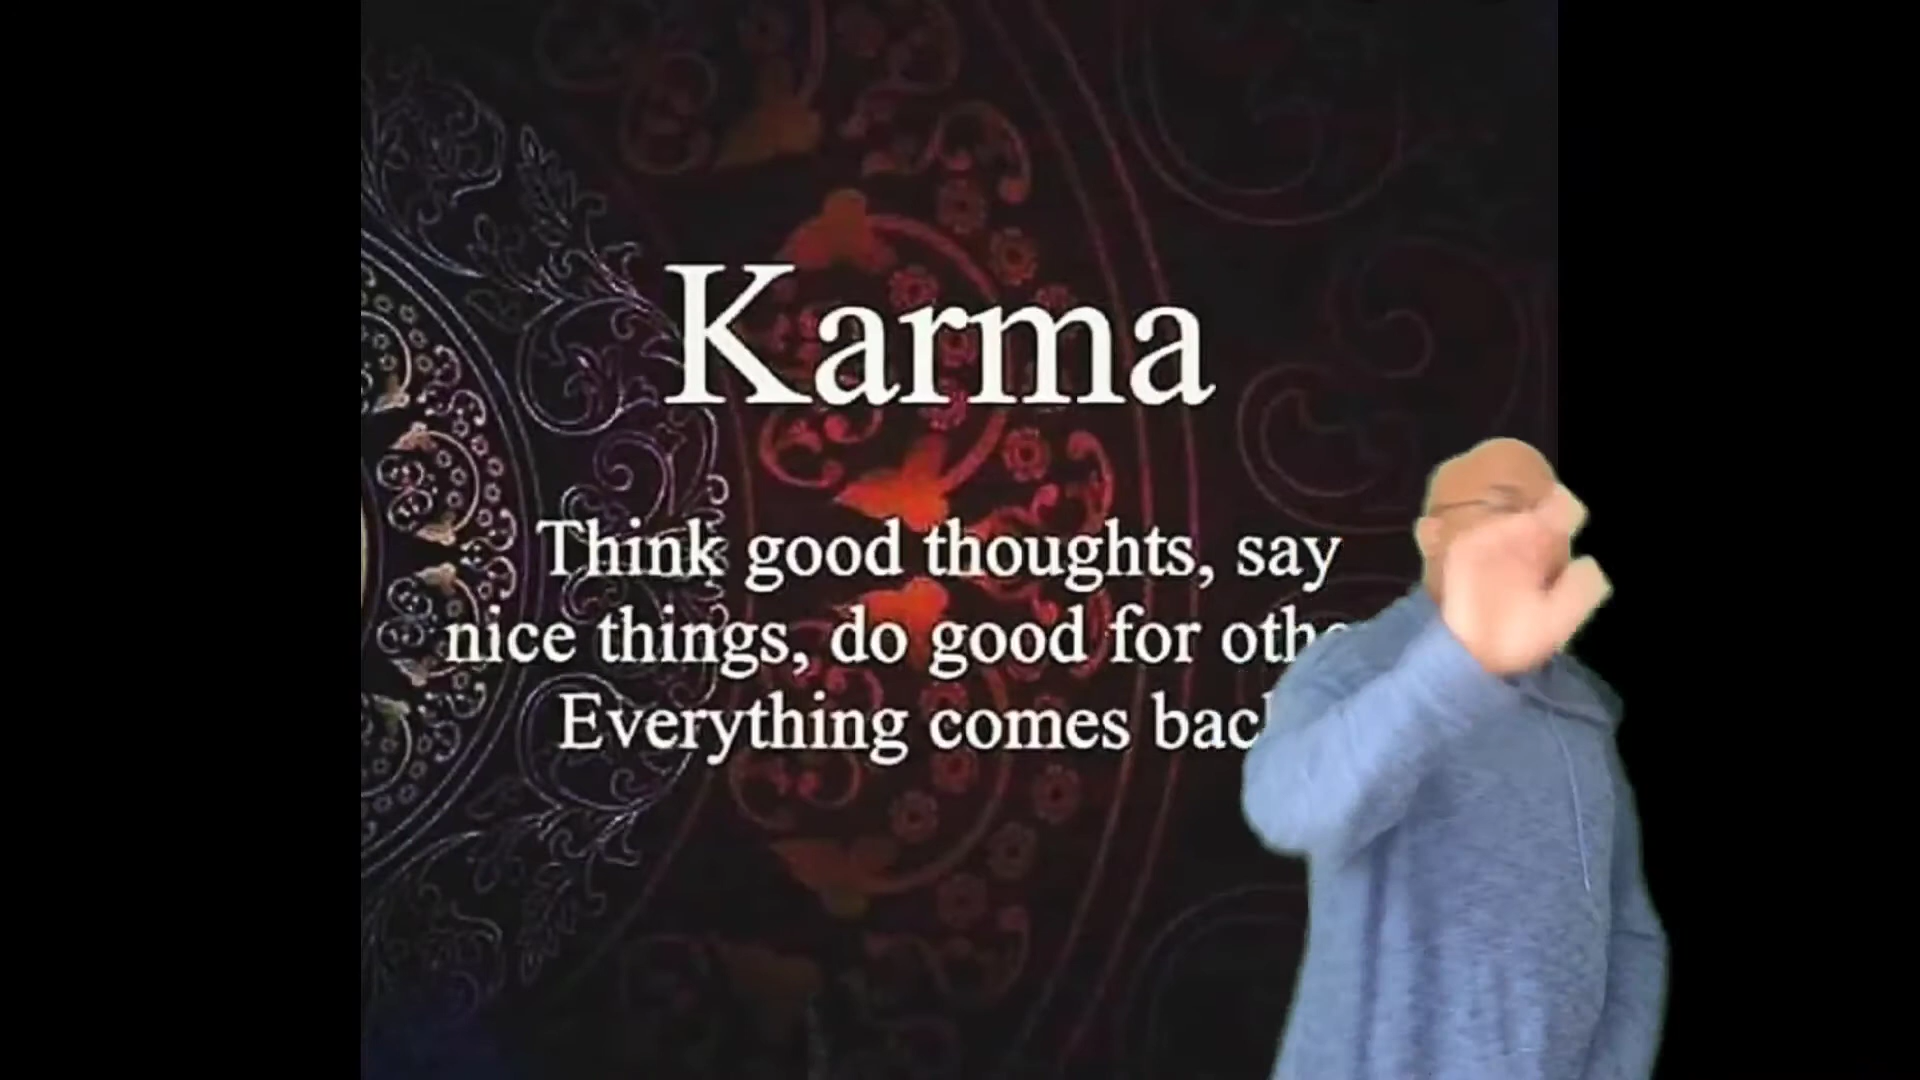 Karma
Think good thoughts, say
nice things, do good for
Everything comes